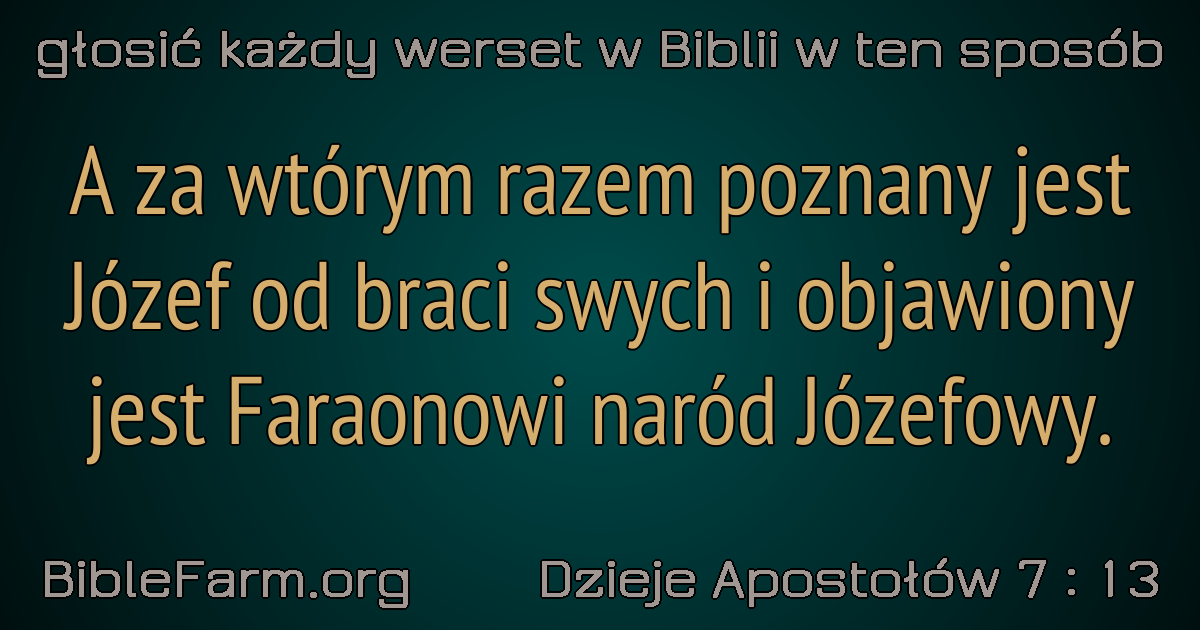 głosić każdy werset w Biblii w ten sposób
A za wtórym razem poznany jest
Józef od braci swych i objawiony
jest Faraonowi naród Józefowy.
BibleFarm.org
Dzieje Apostołów 7 : 13